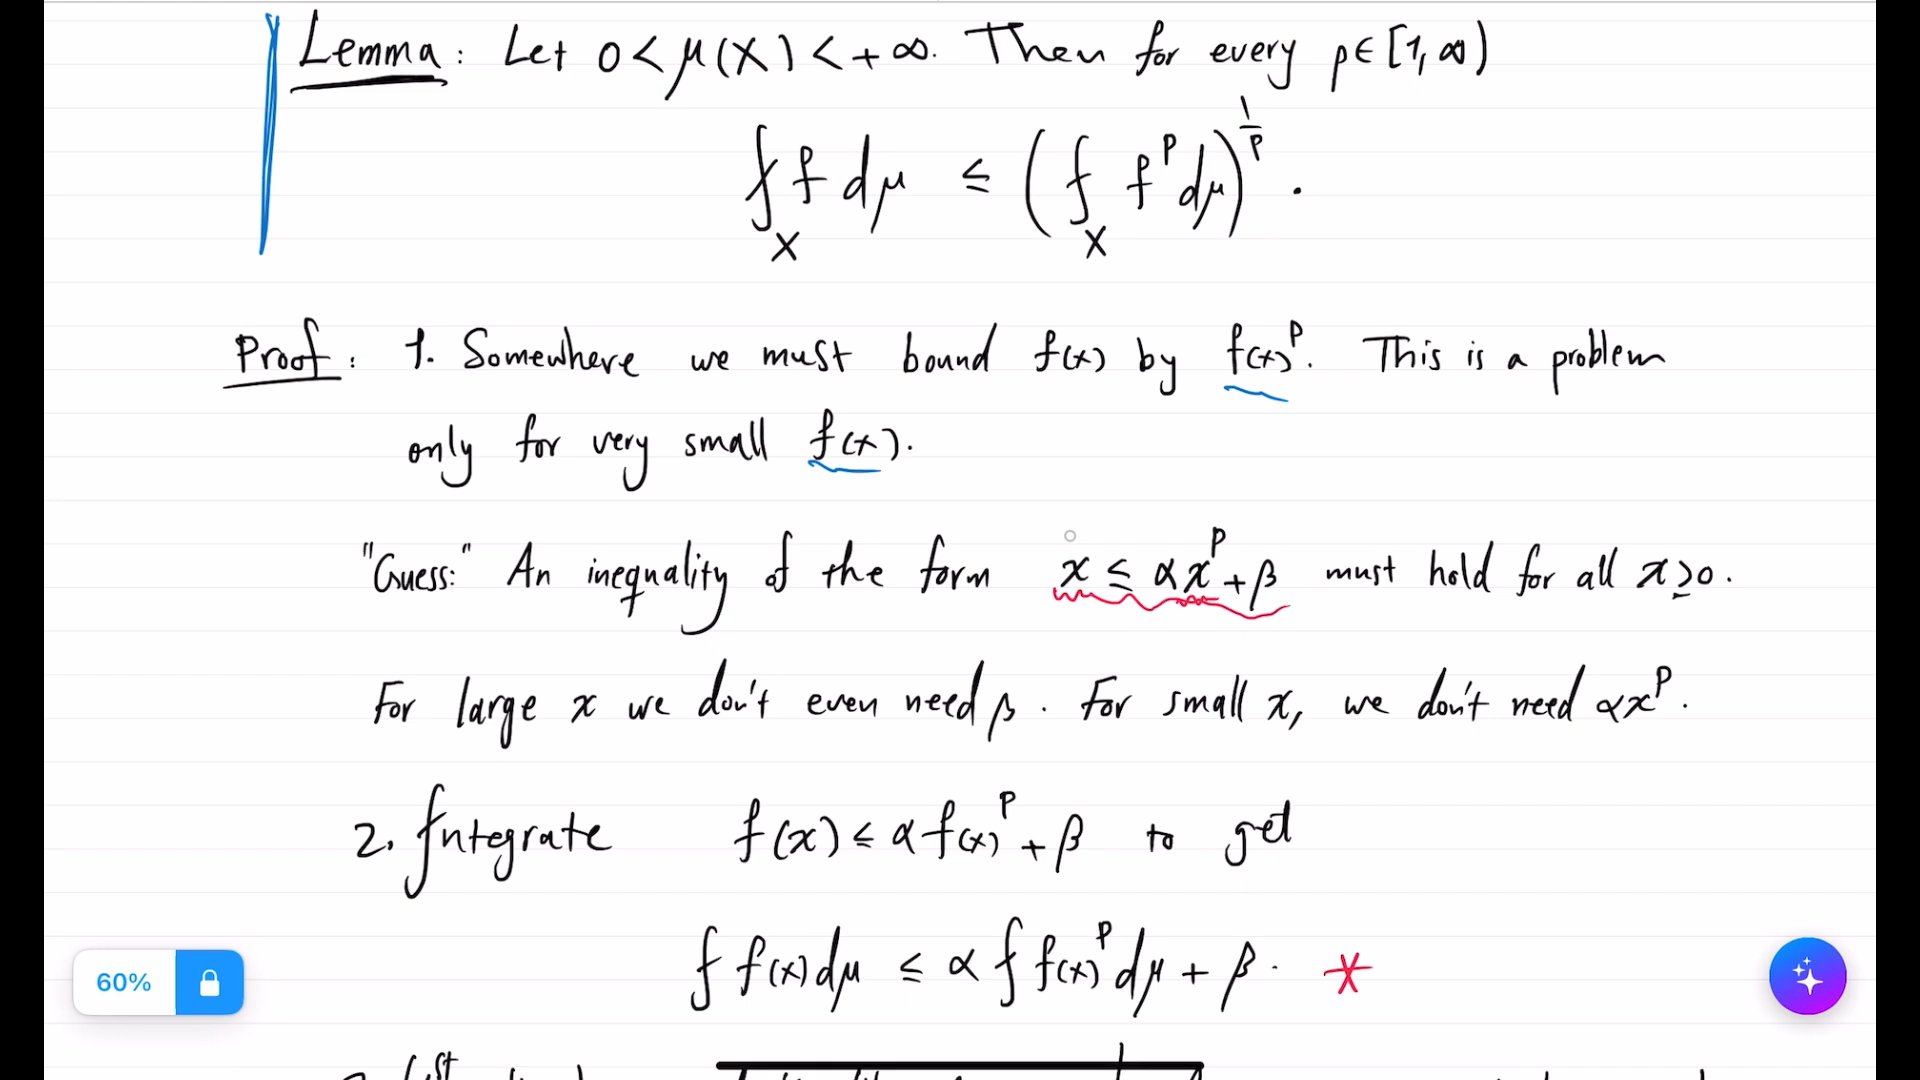 Lemma: Let 0 < μ(X) < +∞. Then for every p∈[1,∞)
⨍_X f dμ ≤ (⨍_X f^p dμ)^{1/p}.
Proof: 1. Somewhere we must bound f(x) by f(x)^p. This is a problem
only for very small f(x).
"Guess:" An inequality of the form x ≤ αx^p + β must hold for all x≥0.
For large x we don't even need β. For small x, we don't need αx^p.
2. Integrate f(x) ≤ αf(x)^p + β to get
⨍ f(x)dμ ≤ α ⨍ f(x)^p dμ + β. *
60%